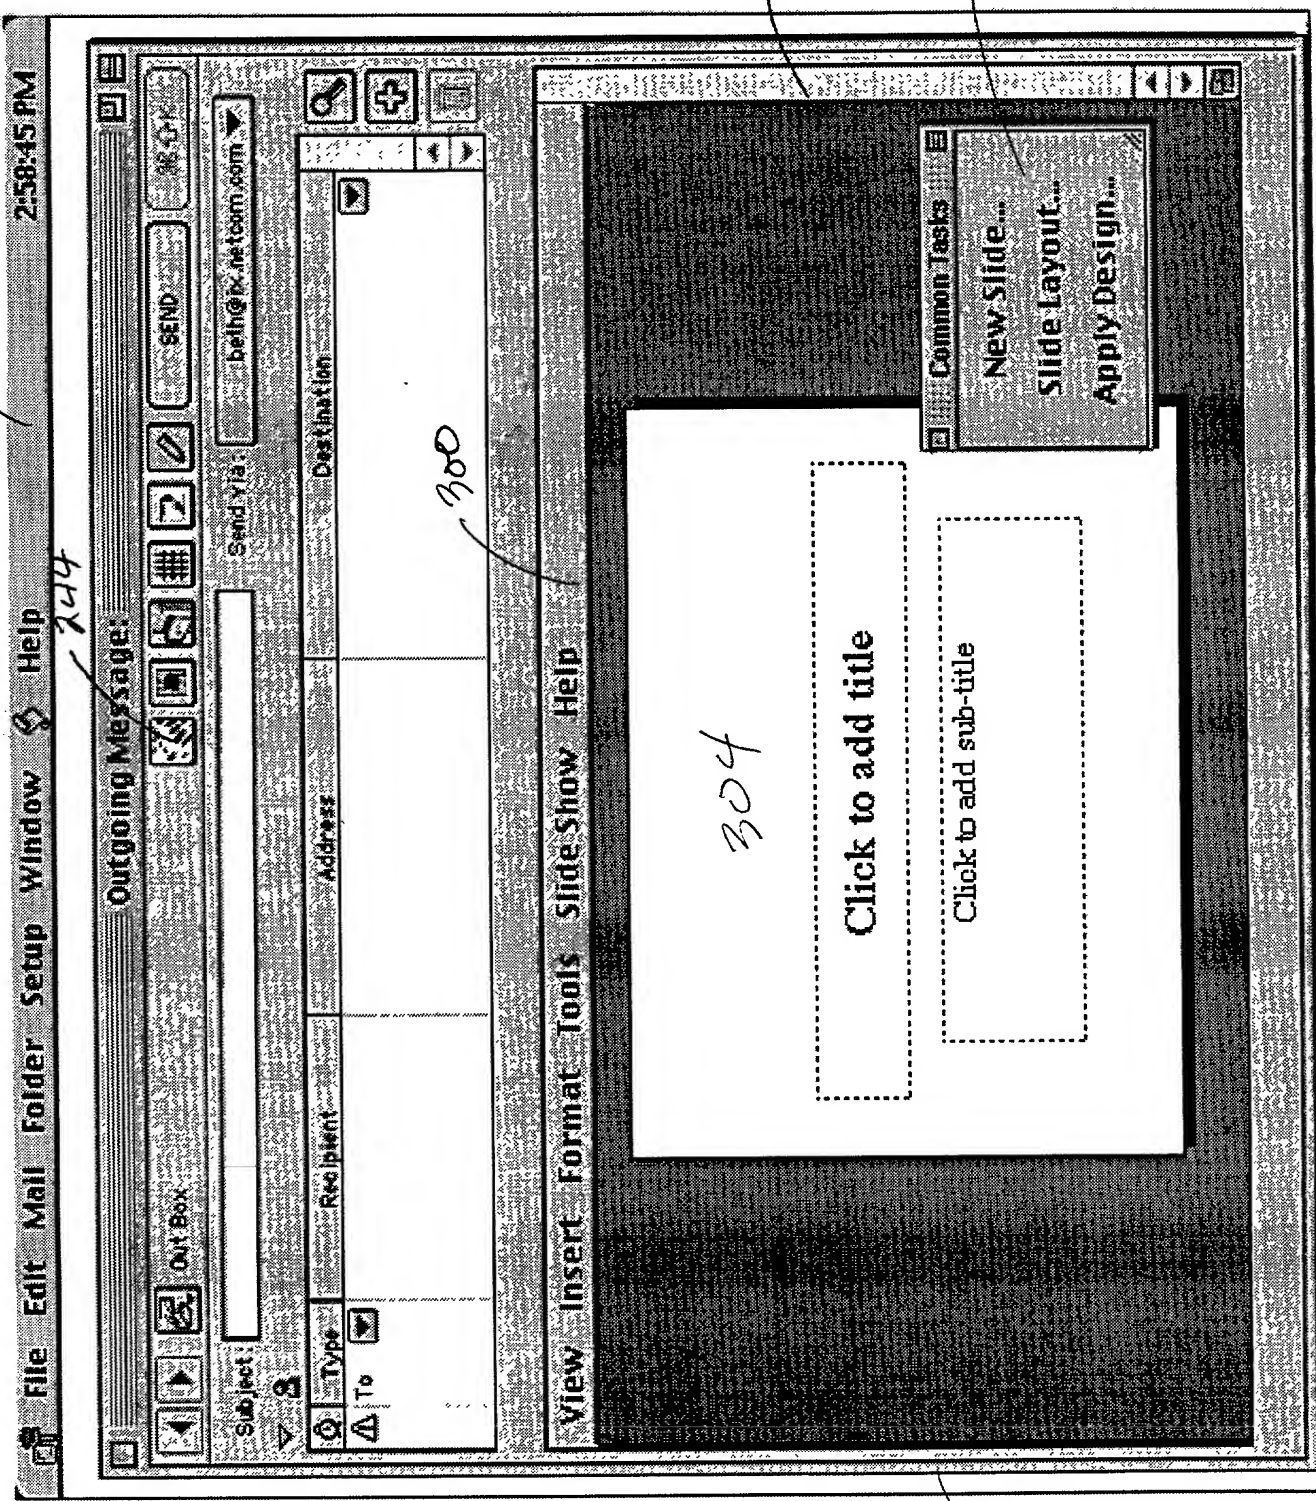 File Edit Mail Folder Setup Window Help 2:58:45 PM
244
Outgoing Message:
Out Box SEND
Subject: Send via: beth@ix.netcom.com
Type Recipient Address Destination
To
300
View Insert Format Tools Slide Show Help
304
Click to add title
Click to add sub-title
Common Tasks
New Slide...
Slide Layout...
Apply Design...